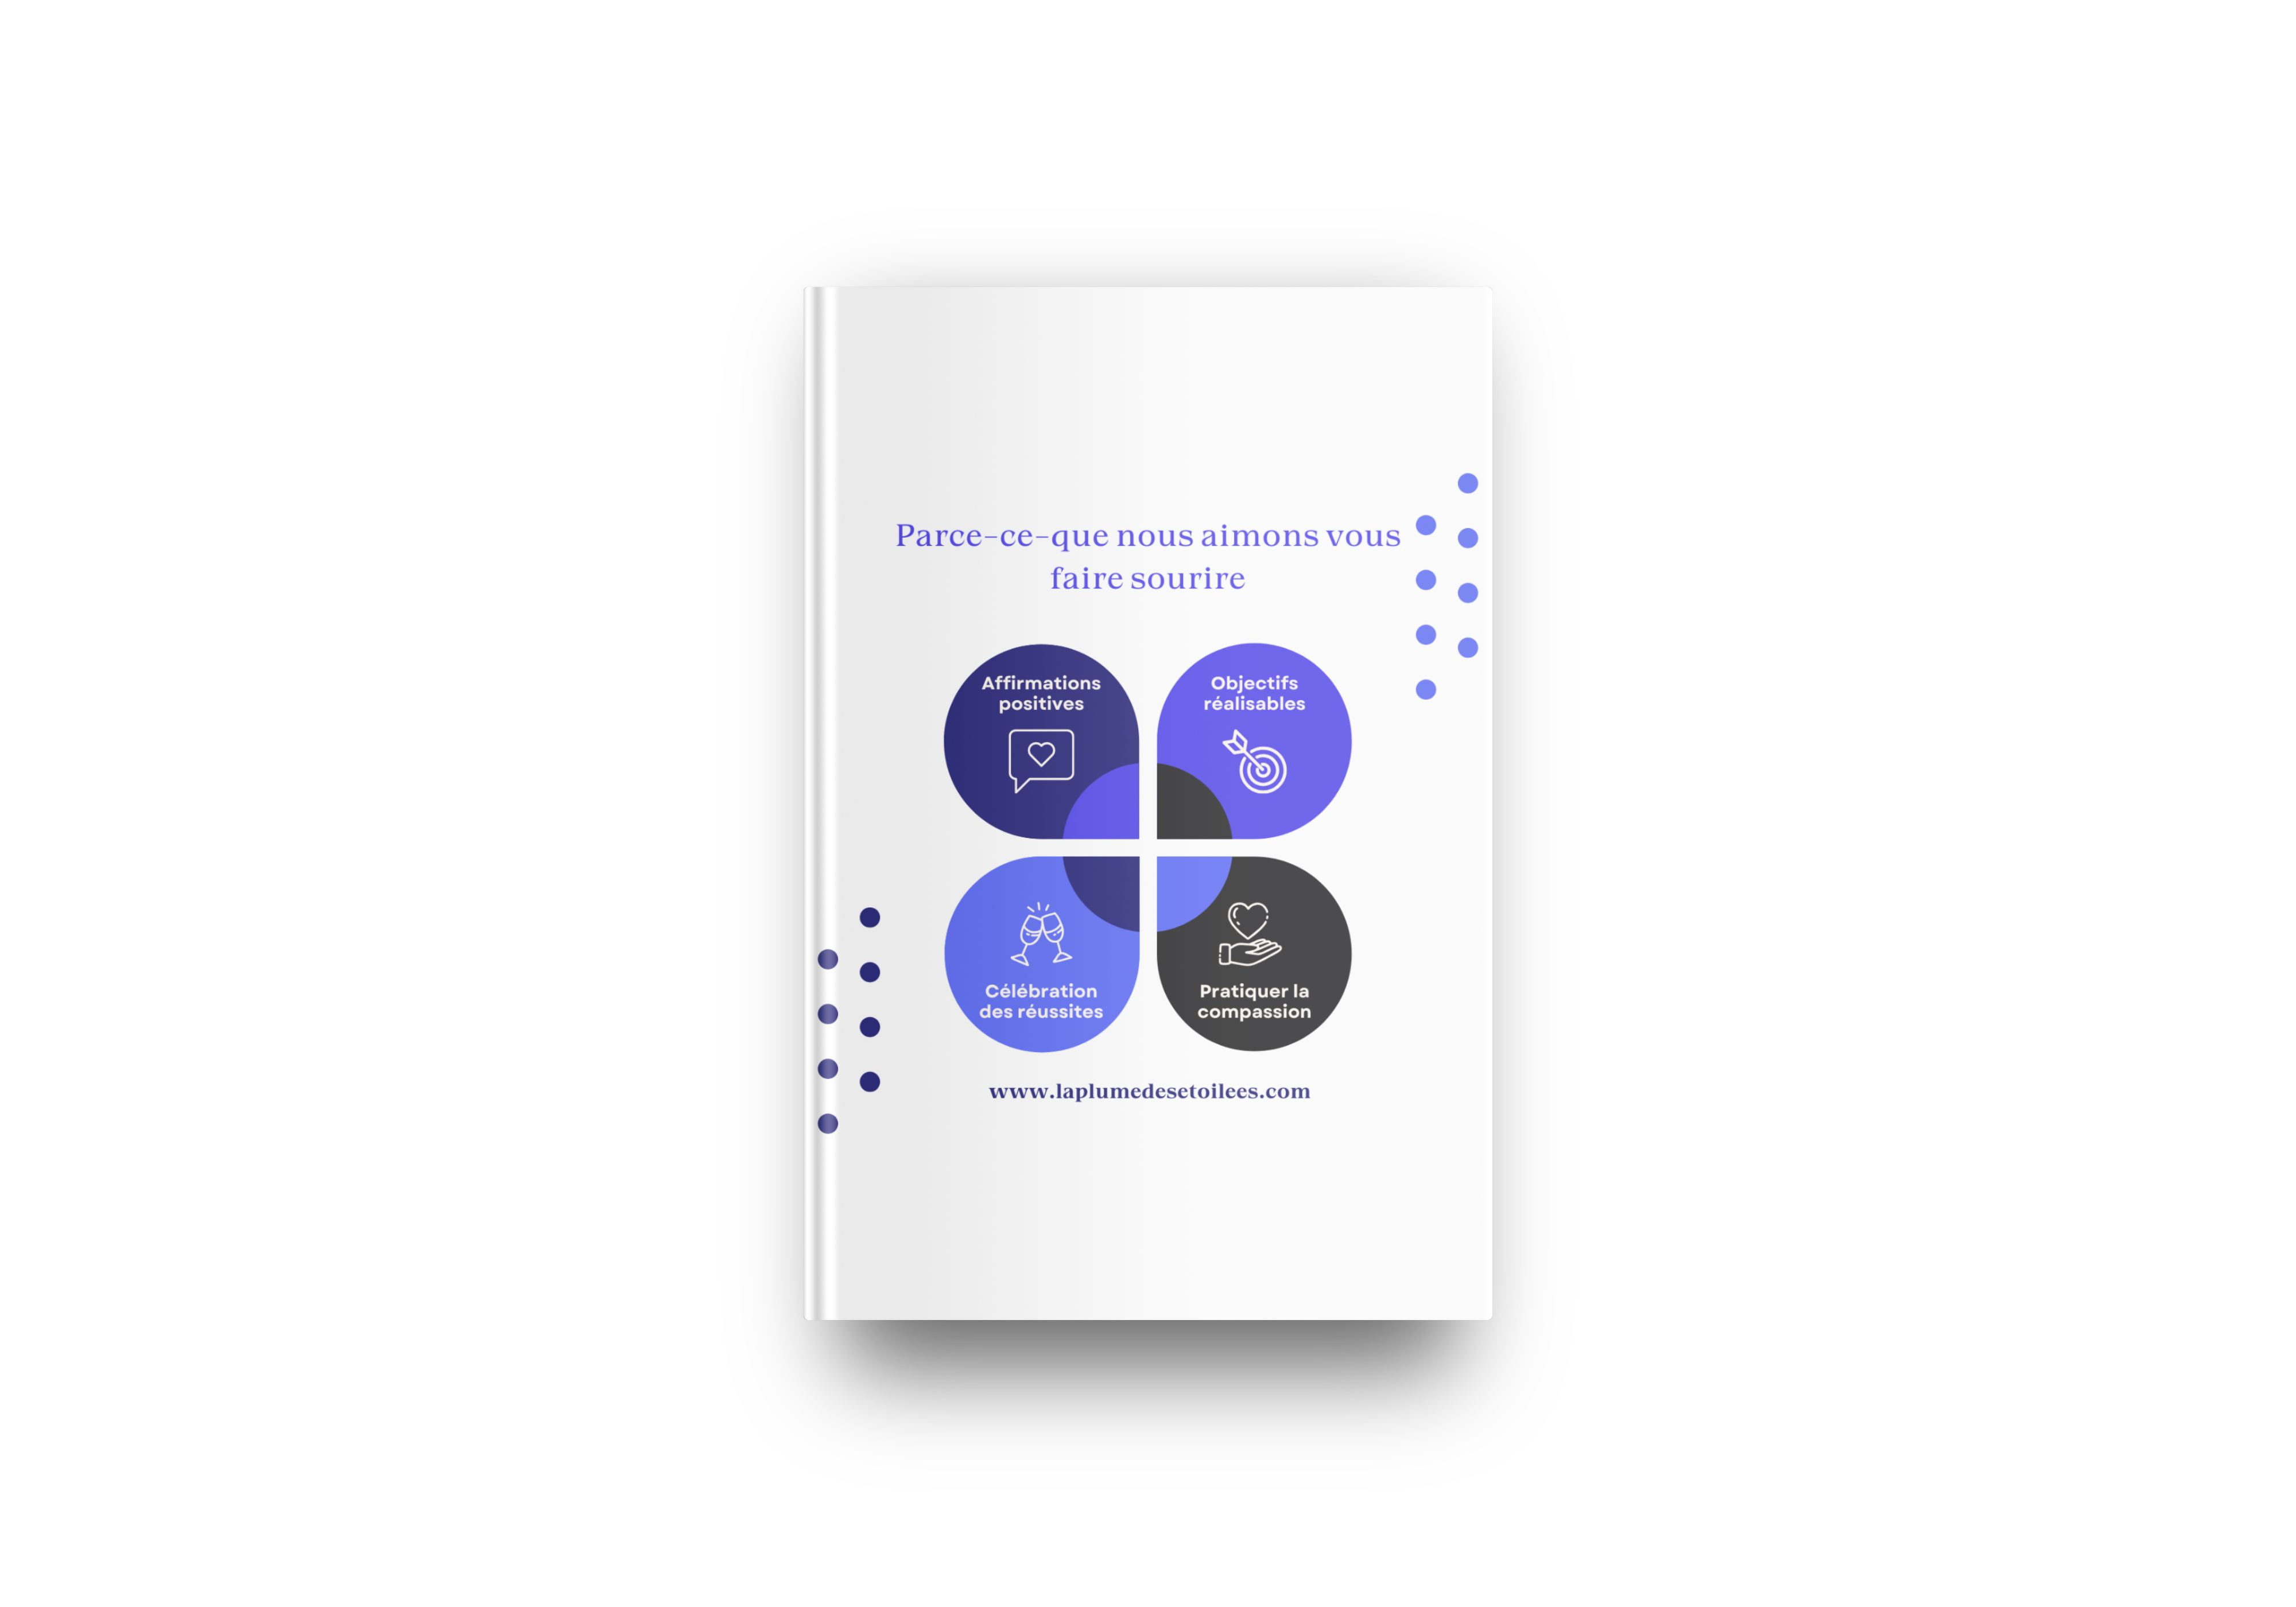 Parce-ce-que nous aimons vous
faire sourire
Affirmations
positives
Objectifs
réalisables
Célébration
des réussites
Pratiquer la
compassion
www.laplumedesetoilees.com